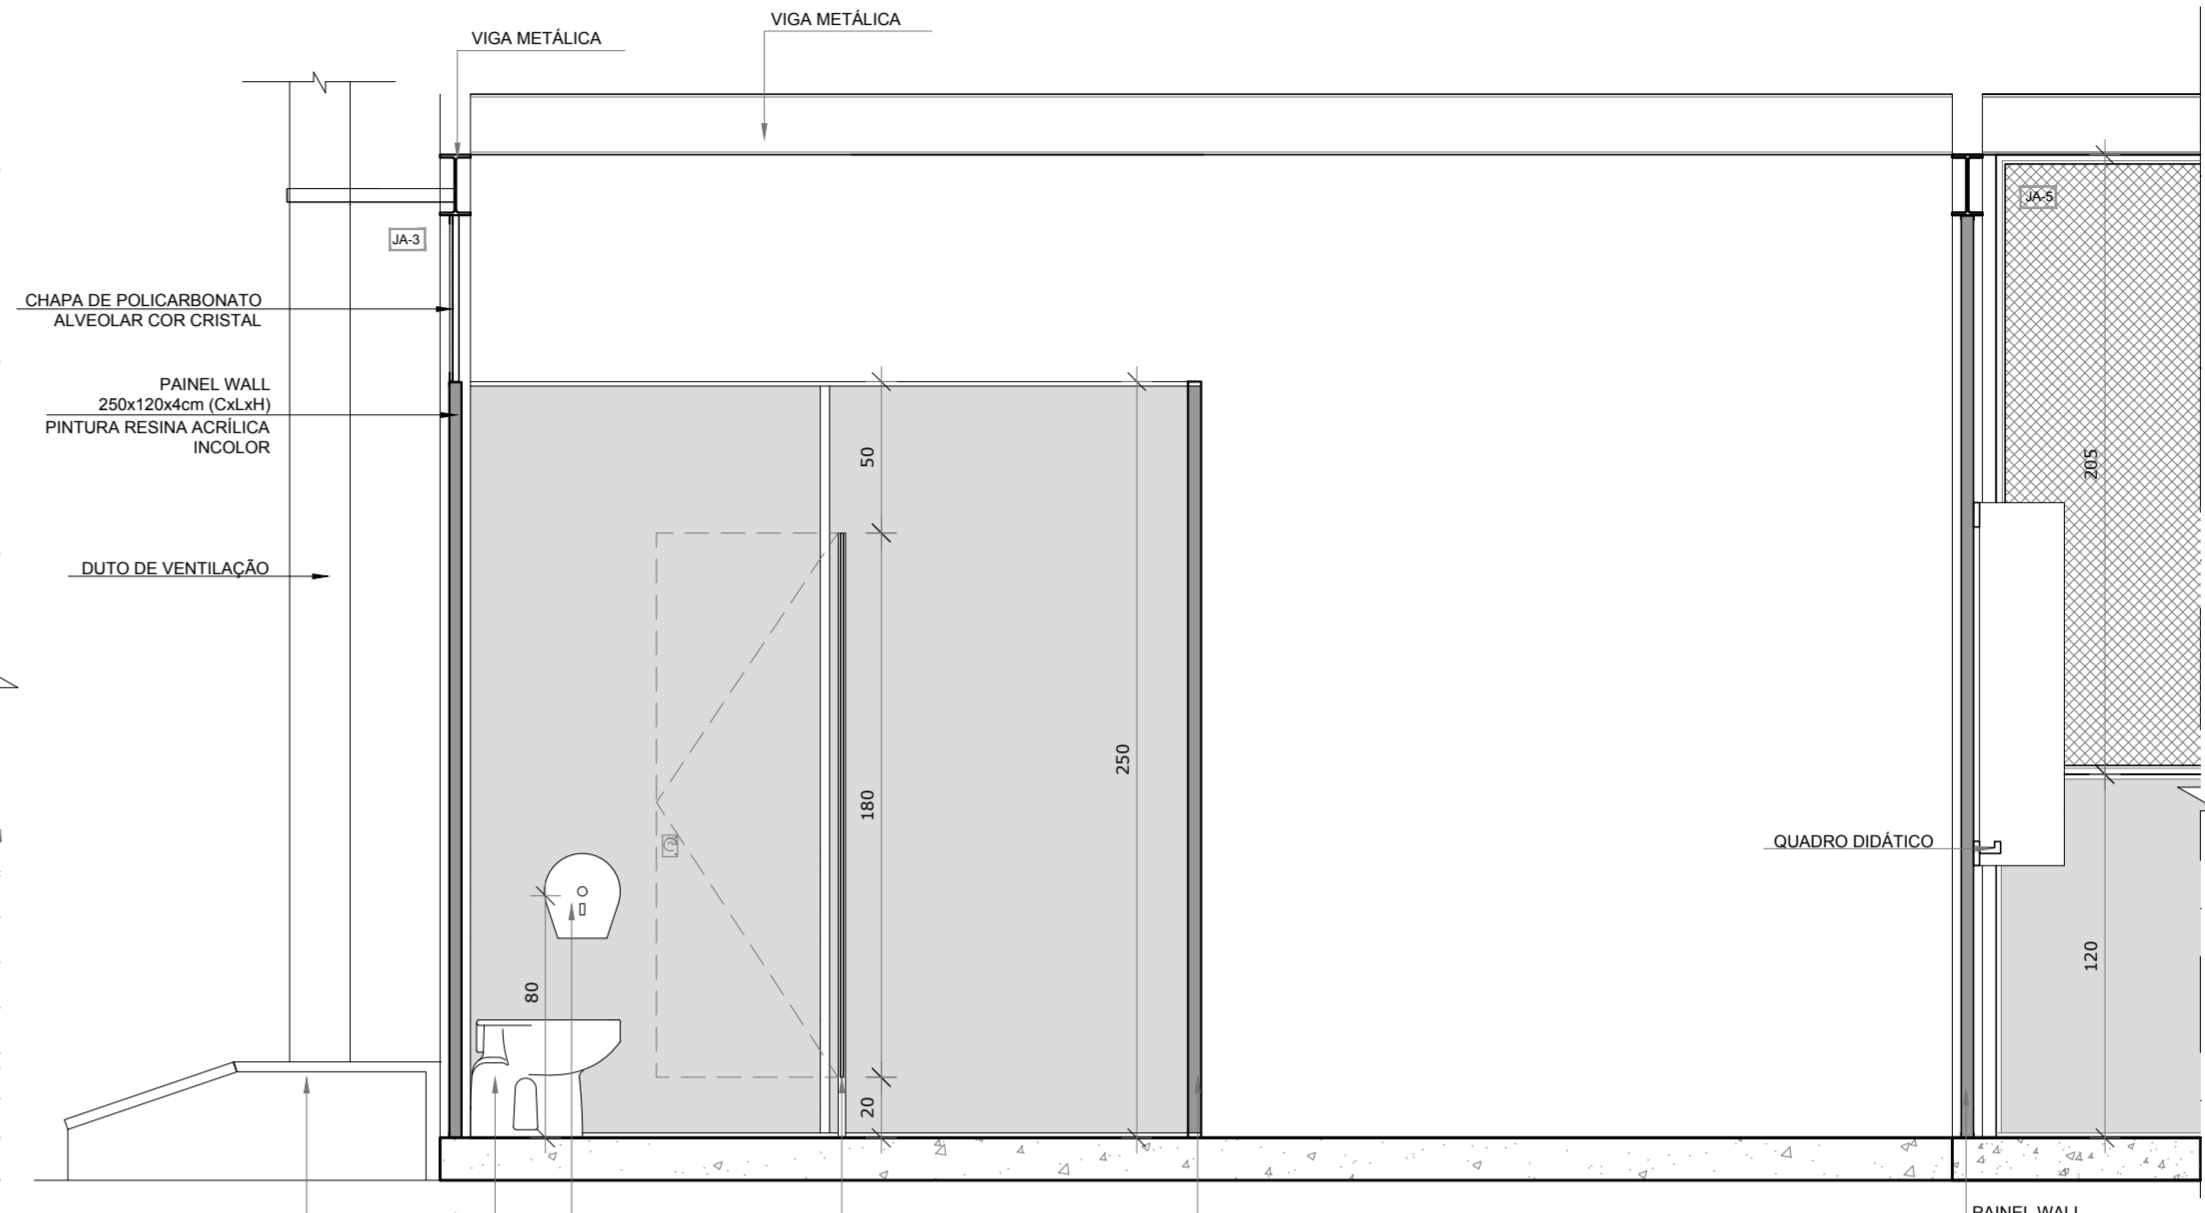 VIGA METÁLICA
VIGA METÁLICA
JA-5
JA-3
CHAPA DE POLICARBONATO
ALVEOLAR COR CRISTAL
PAINEL WALL
250x120x4cm (CxLxH)
PINTURA RESINA ACRÍLICA
INCOLOR
50
205
DUTO DE VENTILAÇÃO
250
180
QUADRO DIDÁTICO
120
80
20
PAINEL WALL